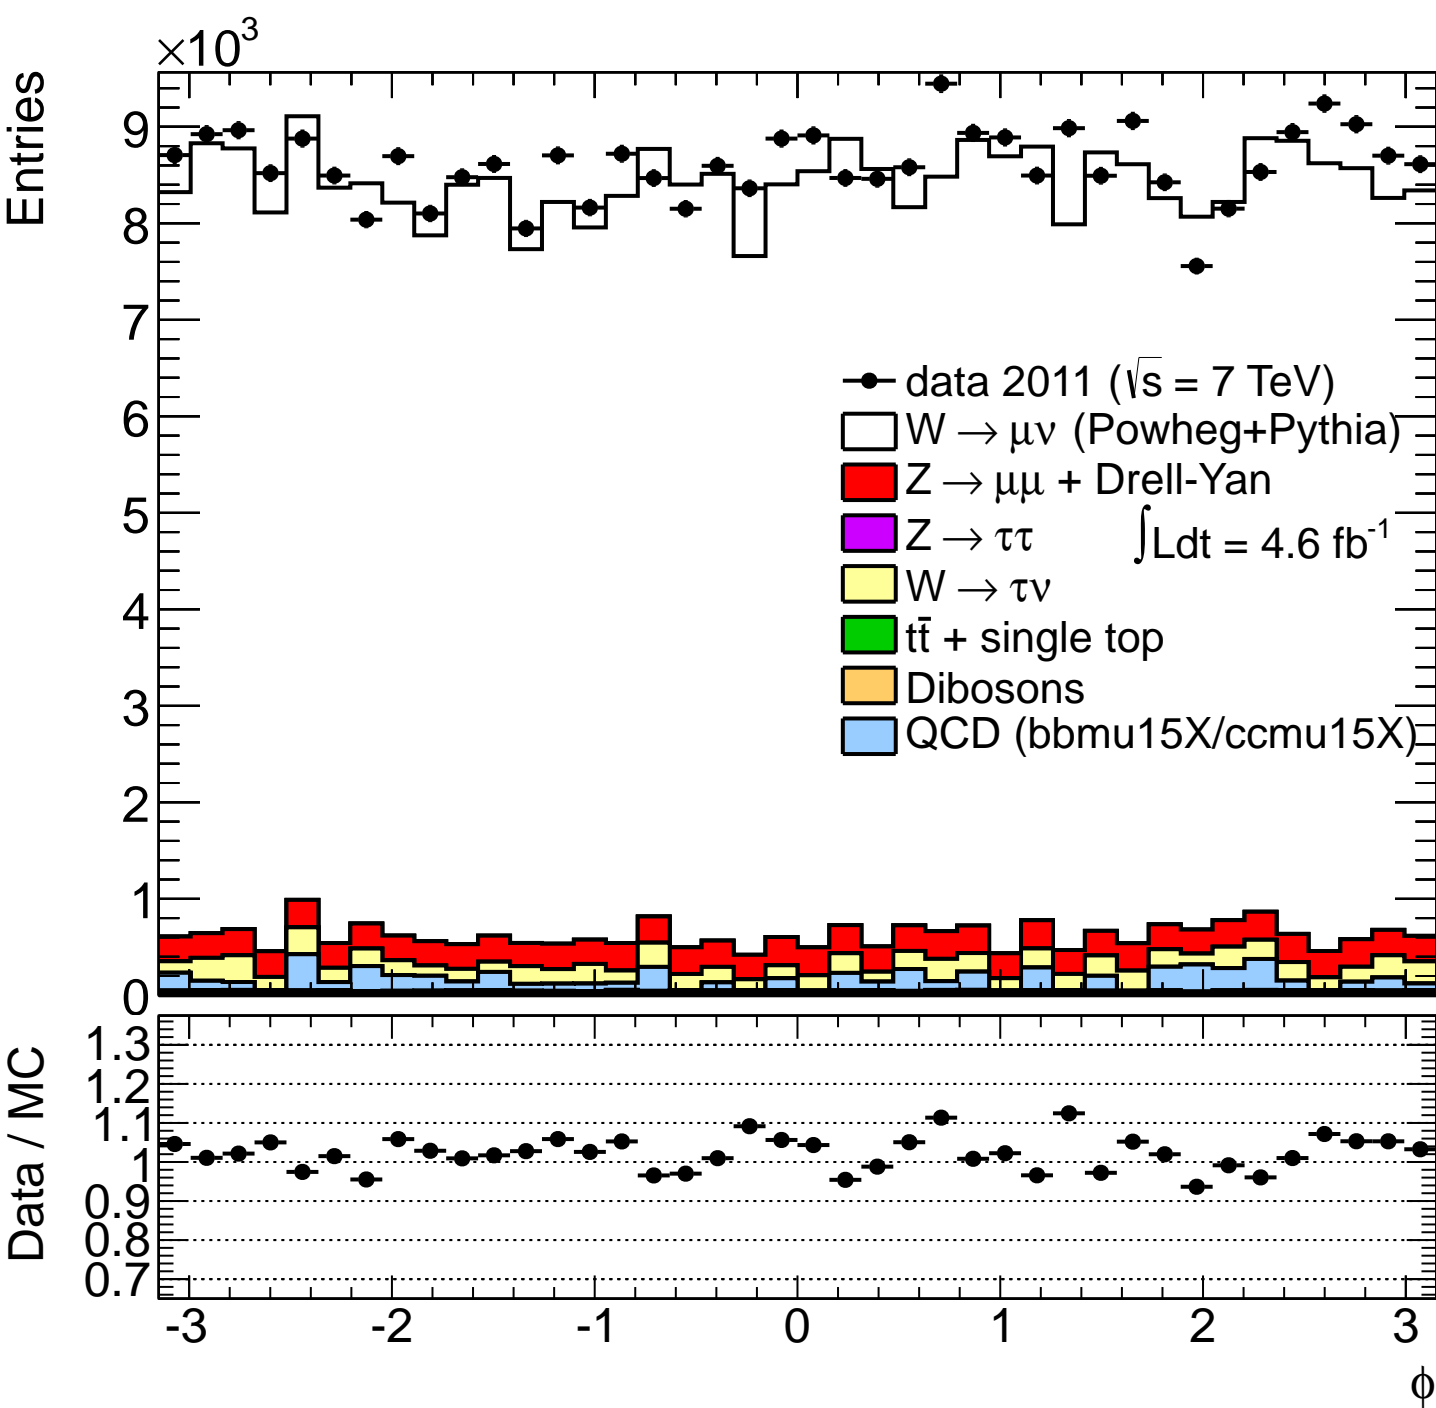 ×10³
Entries
9
8
7
6
5
4
3
2
1
0
data 2011 (√s = 7 TeV)
W → μν (Powheg+Pythia)
Z → μμ + Drell-Yan
Z → ττ
∫Ldt = 4.6 fb⁻¹
W → τν
tt̄ + single top
Dibosons
QCD (bbmu15X/ccmu15X)
Data / MC
1.3
1.2
1.1
1
0.9
0.8
0.7
-3 -2 -1 0 1 2 3
ϕ